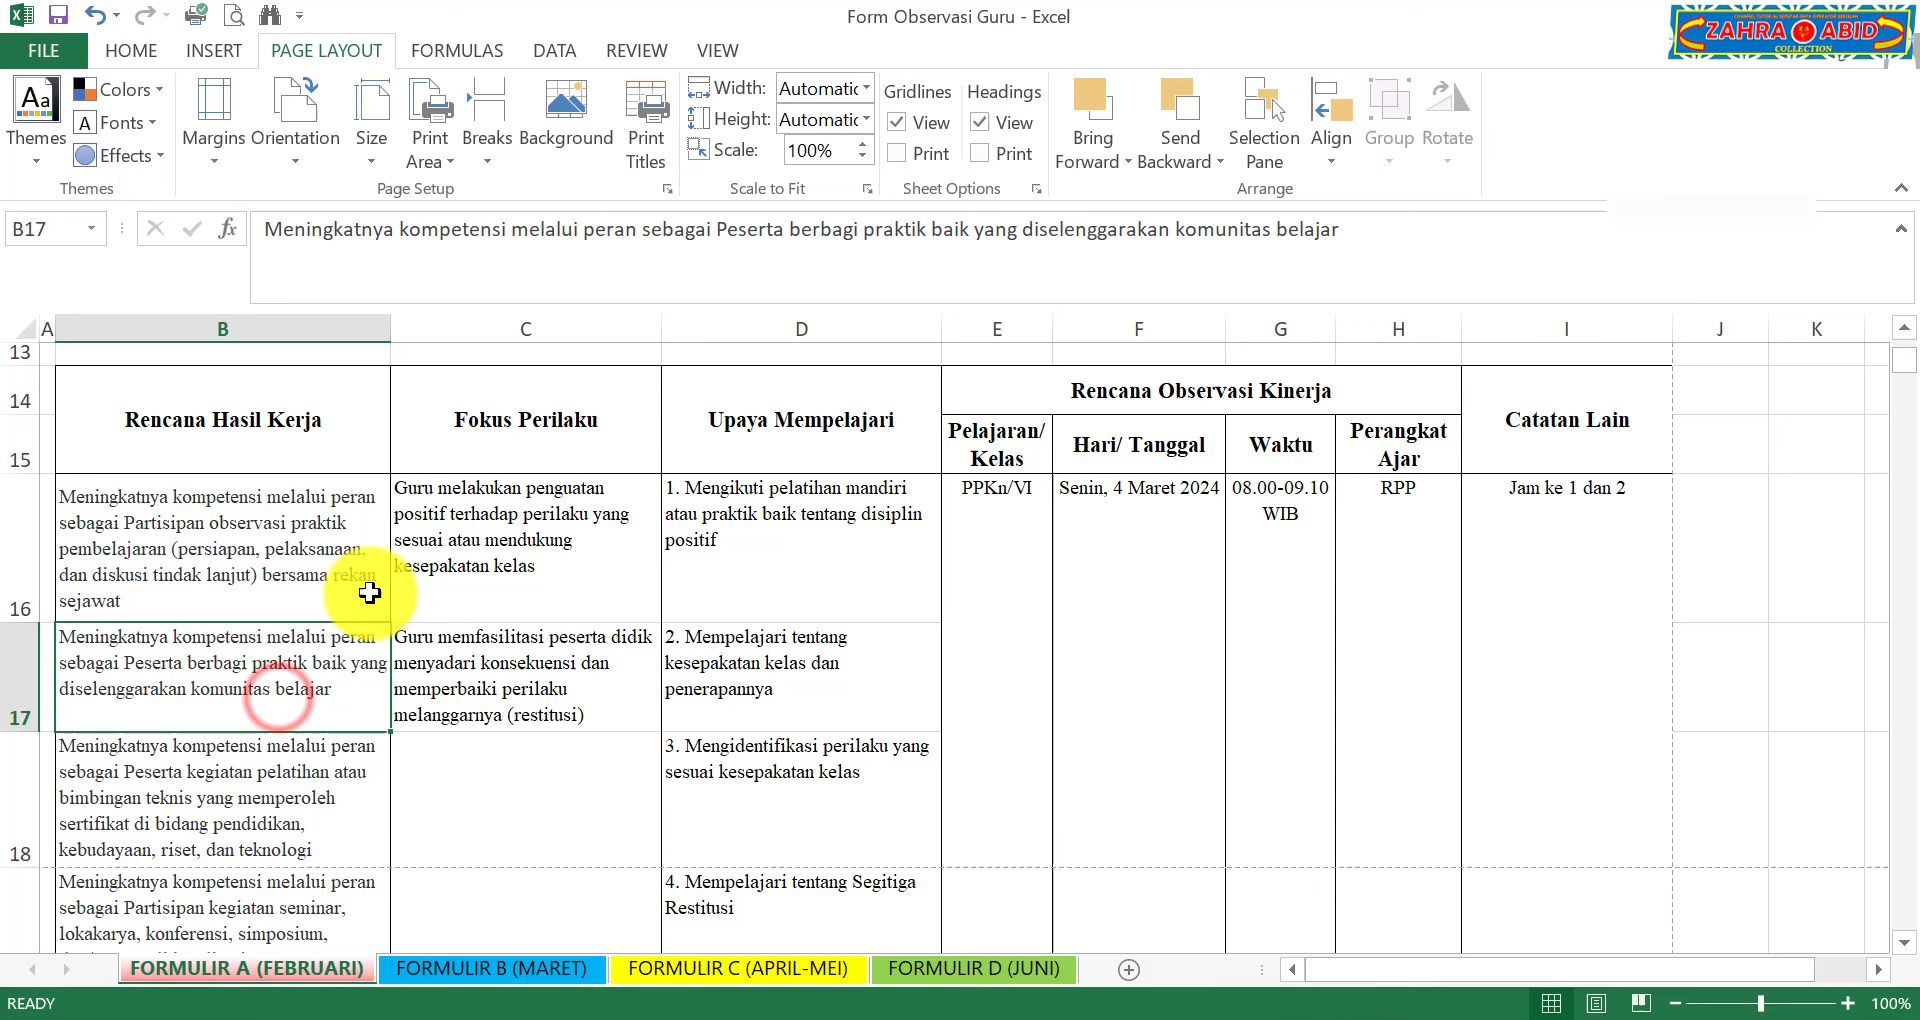 Form Observasi Guru - Excel
CHANNEL TUTORIAL SEPUTAR DATA OPERATOR SEKOLAH
ZAHRA ABID
COLLECTION
FILE HOME INSERT PAGE LAYOUT FORMULAS DATA REVIEW VIEW
Aa
Themes
Colors
A Fonts
Effects
Themes
Margins
Orientation
Size
Print
Area
Breaks
Background
Print
Titles
Page Setup
Width: Automatic
Height: Automatic
Scale: 100%
Scale to Fit
Gridlines
View
Print
Headings
View
Print
Sheet Options
Bring
Forward
Send
Backward
Selection
Pane
Align
Group
Rotate
Arrange
B17
fx
Meningkatnya kompetensi melalui peran sebagai Peserta berbagi praktik baik yang diselenggarakan komunitas belajar
A B C D E F G H I J K
13
14
15
Rencana Hasil Kerja
Fokus Perilaku
Upaya Mempelajari
Rencana Observasi Kinerja
Pelajaran/
Kelas
Hari/ Tanggal
Waktu
Perangkat
Ajar
Catatan Lain
16
Meningkatnya kompetensi melalui peran
sebagai Partisipan observasi praktik
pembelajaran (persiapan, pelaksanaan,
dan diskusi tindak lanjut) bersama rekan
sejawat
Guru melakukan penguatan
positif terhadap perilaku yang
sesuai atau mendukung
kesepakatan kelas
1. Mengikuti pelatihan mandiri
atau praktik baik tentang disiplin
positif
PPKn/VI
Senin, 4 Maret 2024
08.00-09.10
WIB
RPP
Jam ke 1 dan 2
17
Meningkatnya kompetensi melalui peran
sebagai Peserta berbagi praktik baik yang
diselenggarakan komunitas belajar
Guru memfasilitasi peserta didik
menyadari konsekuensi dan
memperbaiki perilaku
melanggarnya (restitusi)
2. Mempelajari tentang
kesepakatan kelas dan
penerapannya
18
Meningkatnya kompetensi melalui peran
sebagai Peserta kegiatan pelatihan atau
bimbingan teknis yang memperoleh
sertifikat di bidang pendidikan,
kebudayaan, riset, dan teknologi
3. Mengidentifikasi perilaku yang
sesuai kesepakatan kelas
Meningkatnya kompetensi melalui peran
sebagai Partisipan kegiatan seminar,
lokakarya, konferensi, simposium,
4. Mempelajari tentang Segitiga
Restitusi
FORMULIR A (FEBRUARI) FORMULIR B (MARET) FORMULIR C (APRIL-MEI) FORMULIR D (JUNI)
READY
100%